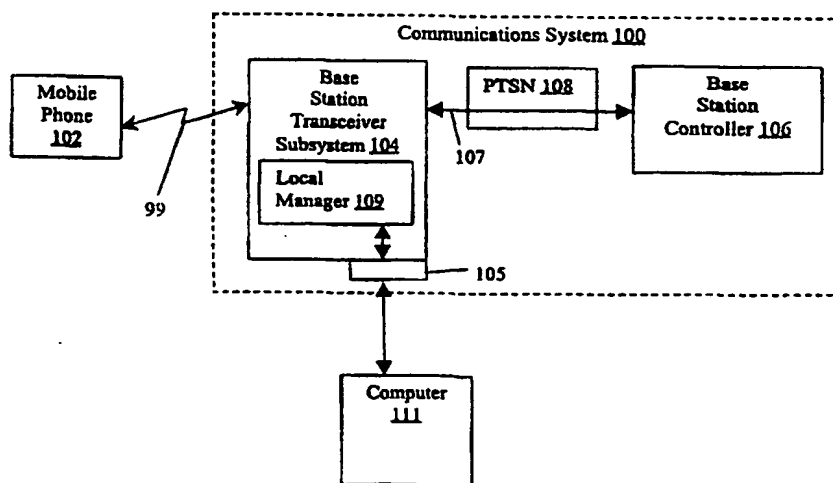 Communications System 100
Mobile
Phone
102
Base
Station
Transceiver
Subsystem 104
PTSN 108
Base
Station
Controller 106
107
Local
Manager 109
99
105
Computer
111